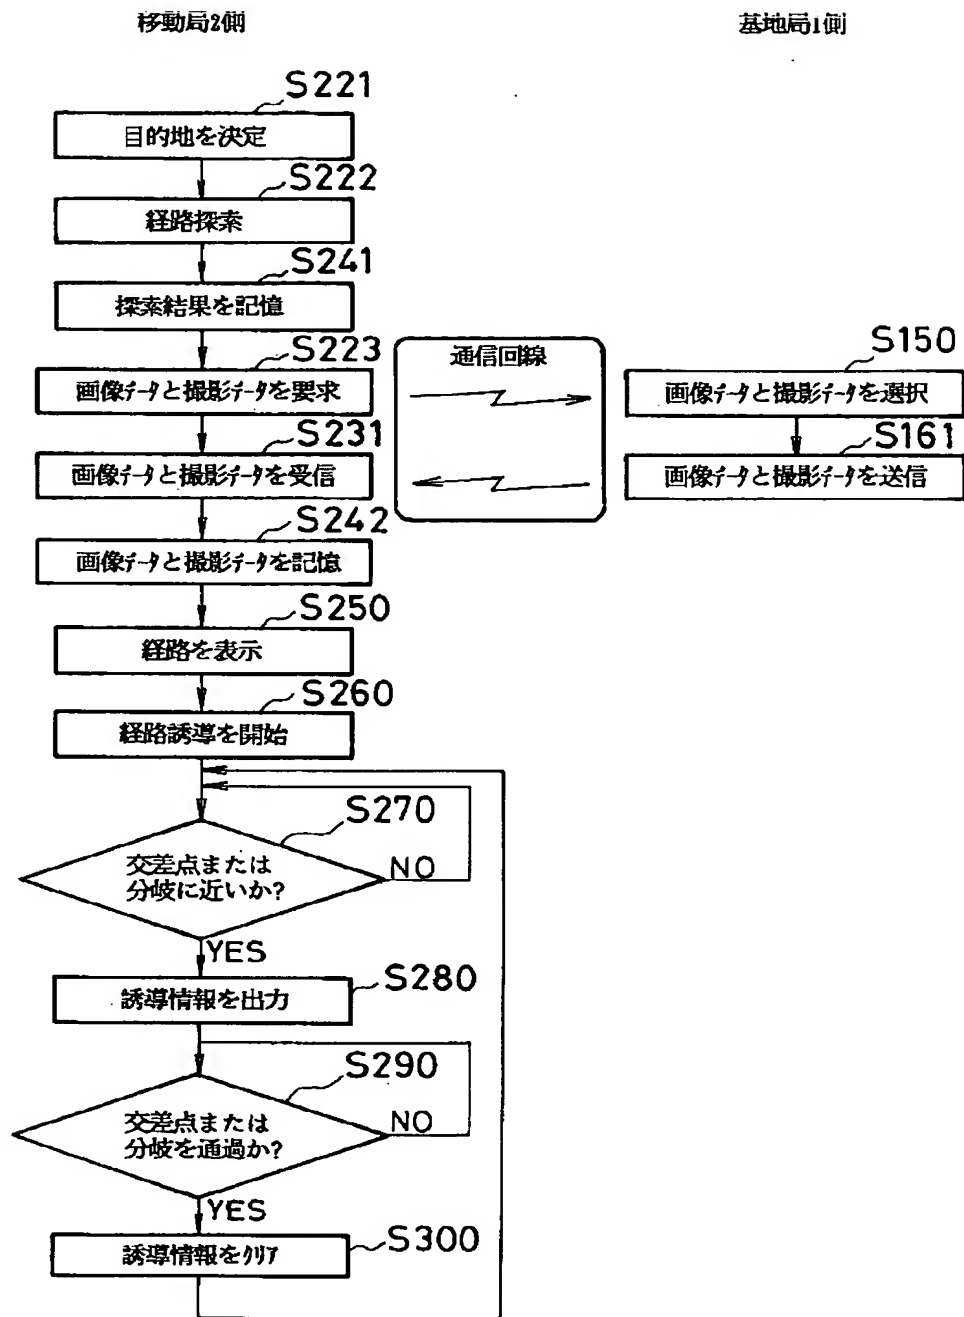 移動局2側
基地局1側
S221
目的地を決定
S222
経路探索
S241
探索結果を記憶
S223
画像データと撮影データを要求
通信回線
S150
画像データと撮影データを選択
S231
画像データと撮影データを受信
S161
画像データと撮影データを送信
S242
画像データと撮影データを記憶
S250
経路を表示
S260
経路誘導を開始
S270
交差点または
分岐に近いか?
NO
YES
S280
誘導情報を出力
S290
交差点または
分岐を通過か?
NO
YES
S300
誘導情報をクリア